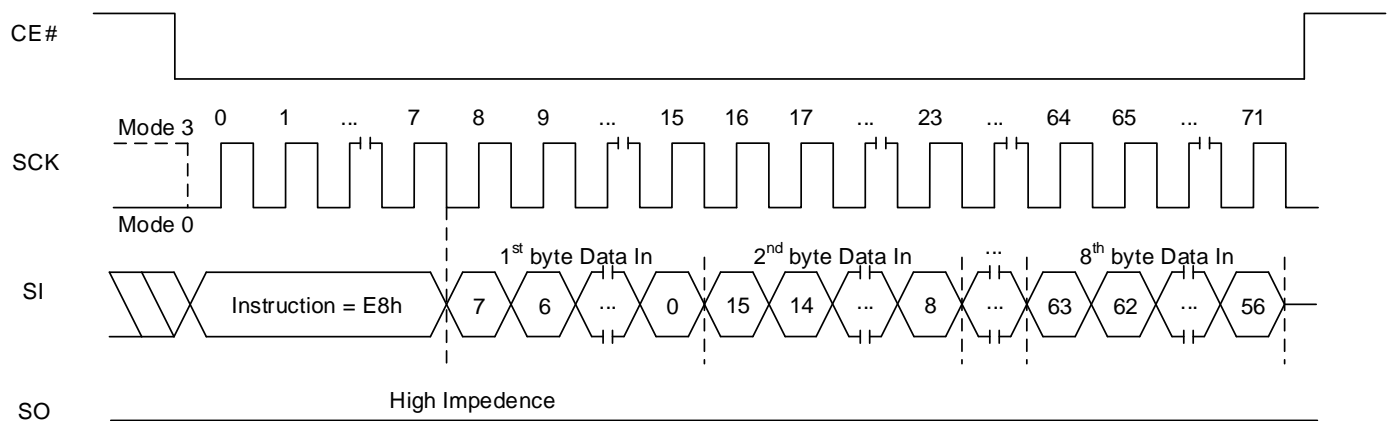 CE#
0 1 ... 7 8 9 ... 15 16 17 ... 23 ... 64 65 ... 71
Mode 3
SCK
Mode 0
1st byte Data In 2nd byte Data In ... 8th byte Data In
SI Instruction = E8h 7 6 ... 0 15 14 ... 8 ... 63 62 ... 56
High Impedence
SO